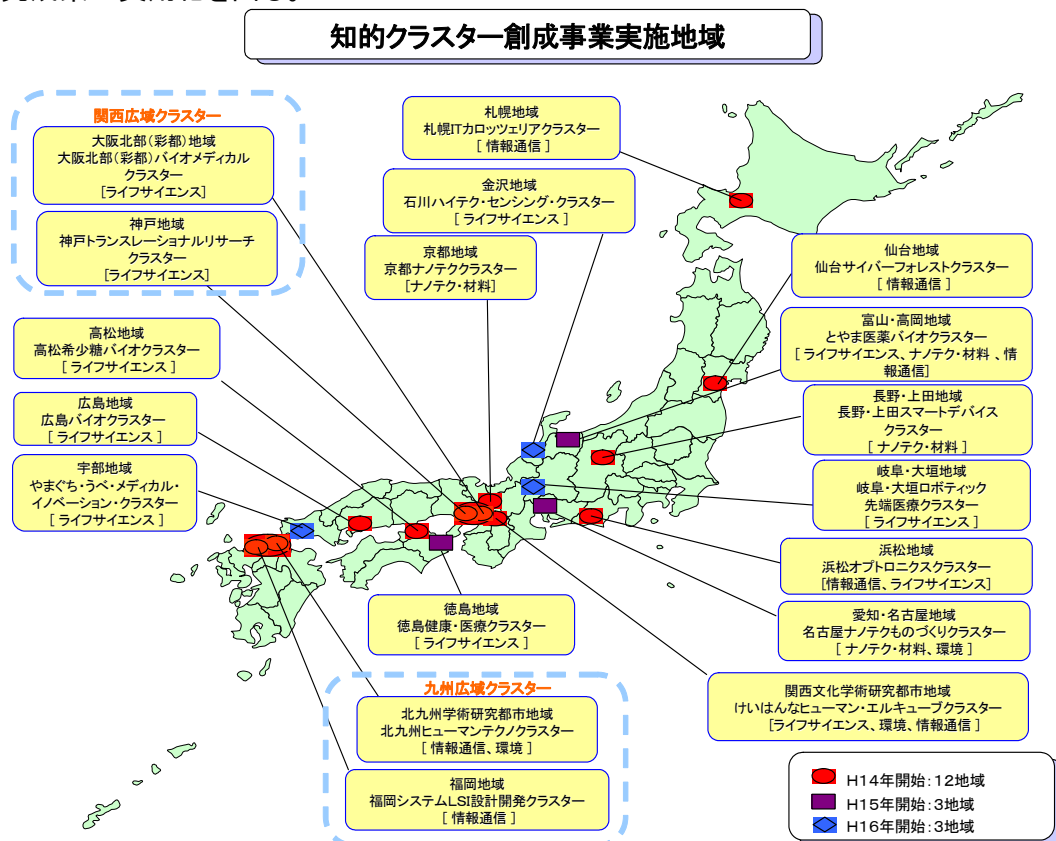 知的クラスター創成事業実施地域
関西広域クラスター
大阪北部(彩都)地域
大阪北部(彩都)バイオメディカル
クラスター
[ライフサイエンス]
神戸地域
神戸トランスレーショナルリサーチ
クラスター
[ライフサイエンス]
札幌地域
札幌ITカロッツェリアクラスター
[ 情報通信 ]
金沢地域
石川ハイテク・センシング・クラスター
[ ライフサイエンス ]
京都地域
京都ナノテククラスター
[ナノテク・材料]
仙台地域
仙台サイバーフォレストクラスター
[ 情報通信 ]
富山・高岡地域
とやま医薬バイオクラスター
[ ライフサイエンス、ナノテク・材料 、情
報通信]
長野・上田地域
長野・上田スマートデバイス
クラスター
[ ナノテク・材料 ]
岐阜・大垣地域
岐阜・大垣ロボティック
先端医療クラスター
[ ライフサイエンス ]
浜松地域
浜松オプトロニクスクラスター
[情報通信、ライフサイエンス]
愛知・名古屋地域
名古屋ナノテクものづくりクラスター
[ ナノテク・材料、環境 ]
関西文化学術研究都市地域
けいはんなヒューマン・エルキューブクラスター
[ライフサイエンス、環境、情報通信 ]
高松地域
高松希少糖バイオクラスター
[ ライフサイエンス ]
広島地域
広島バイオクラスター
[ ライフサイエンス ]
宇部地域
やまぐち・うべ・メディカル・
イノベーション・クラスター
[ ライフサイエンス ]
徳島地域
徳島健康・医療クラスター
[ ライフサイエンス ]
九州広域クラスター
北九州学術研究都市地域
北九州ヒューマンテクノクラスター
[ 情報通信、環境 ]
福岡地域
福岡システムLSI設計開発クラスター
[ 情報通信 ]
H14年開始:12地域
H15年開始:3地域
H16年開始:3地域